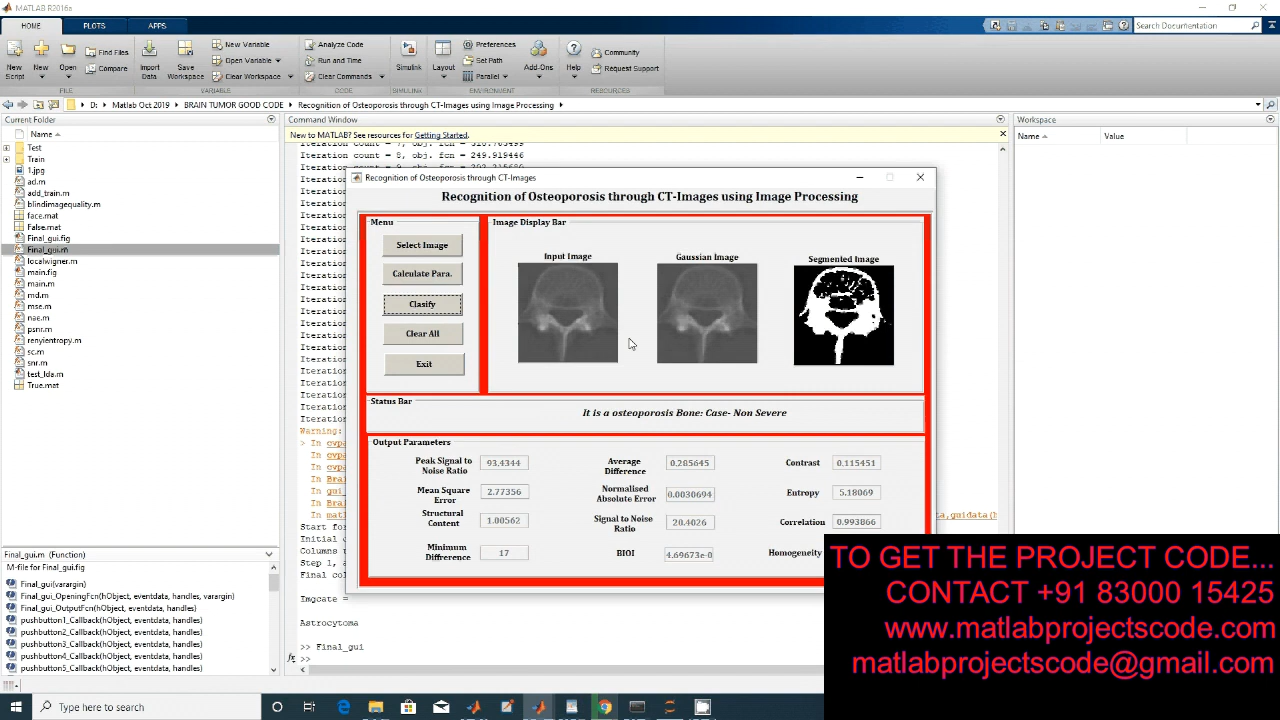 MATLAB R2016a
HOME PLOTS APPS
Search Documentation
New Script New Open Find Files Compare
Import Data Save Workspace New Variable Open Variable Clear Workspace
Analyze Code Run and Time Clear Commands
Simulink Layout Preferences Set Path Parallel Add-Ons
Help Community Request Support
FILE VARIABLE CODE SIMULINK ENVIRONMENT RESOURCES
D: Matlab Oct 2019 BRAIN TUMOR GOOD CODE Recognition of Osteoporosis through CT-Images using Image Processing
Current Folder
Name
Test
Train
1.jpg
ad.m
add_train.m
blindimagequality.m
face.mat
False.mat
Final_gui.fig
Final_gui.m
localwigner.m
main.fig
main.m
md.m
mse.m
nae.m
psnr.m
renyientropy.m
sc.m
snr.m
test_lda.m
True.mat
Final_gui.m (Function)
M-file for Final_gui.fig
Final_gui(varargin)
Final_gui_OpeningFcn(hObject, eventdata, handles, varargin)
Final_gui_OutputFcn(hObject, eventdata, handles)
pushbutton1_Callback(hObject, eventdata, handles)
pushbutton2_Callback(hObject, eventdata, handles)
pushbutton3_Callback(hObject, eventdata, handles)
pushbutton4_Callback(hObject, eventdata, handles)
pushbutton5_Callback(hObject, eventdata, handles)
Command Window
New to MATLAB? See resources for Getting Started.
Iteration count = 8, obj. fcn = 249.919446
Warning:
Start for
Initial c
Columns r
Step 1, a
Final col
Imgcate =
Astrocytoma
>> Final_gui
>>
Workspace
Name Value
Recognition of Osteoporosis through CT-Images
Recognition of Osteoporosis through CT-Images using Image Processing
Menu
Select Image
Calculate Para.
Clasify
Clear All
Exit
Image Display Bar
Input Image
Gaussian Image
Segmented Image
Status Bar
It is a osteoporosis Bone: Case- Non Severe
Output Parameters
Peak Signal to Noise Ratio 93.4344
Mean Square Error 2.77356
Structural Content 1.00562
Minimum Difference 17
Average Difference 0.285645
Normalised Absolute Error 0.0030694
Signal to Noise Ratio 20.4026
BIOI 4.69673e-0
Contrast 0.115451
Entropy 5.18069
Correlation 0.993866
Homogeneity
TO GET THE PROJECT CODE...
CONTACT +91 83000 15425
www.matlabprojectscode.com
matlabprojectscode@gmail.com
Type here to search